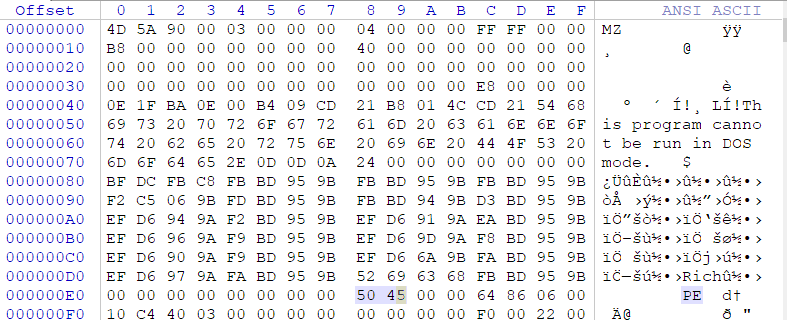 Offset 0 1 2 3 4 5 6 7 8 9 A B C D E F ANSI ASCII
00000000 4D 5A 90 00 03 00 00 00 04 00 00 00 FF FF 00 00 MZ ÿÿ
00000010 B8 00 00 00 00 00 00 00 40 00 00 00 00 00 00 00 ¸ @
00000020 00 00 00 00 00 00 00 00 00 00 00 00 00 00 00 00
00000030 00 00 00 00 00 00 00 00 00 00 00 00 E8 00 00 00 è
00000040 0E 1F BA 0E 00 B4 09 CD 21 B8 01 4C CD 21 54 68 º ´ Í!¸ LÍ!Th
00000050 69 73 20 70 72 6F 67 72 61 6D 20 63 61 6E 6E 6F is program canno
00000060 74 20 62 65 20 72 75 6E 20 69 6E 20 44 4F 53 20 t be run in DOS
00000070 6D 6F 64 65 2E 0D 0D 0A 24 00 00 00 00 00 00 00 mode. $
00000080 BF DC FB C8 FB BD 95 9B FB BD 95 9B FB BD 95 9B ¿ÜûÈû½•›û½•›û½•›
00000090 F2 C5 06 9B FD BD 95 9B FB BD 94 9B D3 BD 95 9B òÅ ›ý½•›û½”›Ó½•›
000000A0 EF D6 94 9A F2 BD 95 9B EF D6 91 9A EA BD 95 9B ïÖ”šò½•›ïÖ‘šê½•›
000000B0 EF D6 96 9A F9 BD 95 9B EF D6 9D 9A F8 BD 95 9B ïÖ–šù½•›ïÖ šø½•›
000000C0 EF D6 90 9A F9 BD 95 9B EF D6 6A 9B FA BD 95 9B ïÖ šù½•›ïÖj›ú½•›
000000D0 EF D6 97 9A FA BD 95 9B 52 69 63 68 FB BD 95 9B ïÖ—šú½•›Richû½•›
000000E0 00 00 00 00 00 00 00 00 50 45 00 00 64 86 06 00 PE d†
000000F0 10 C4 40 03 00 00 00 00 00 00 00 00 F0 00 22 00 Ä@ ð "